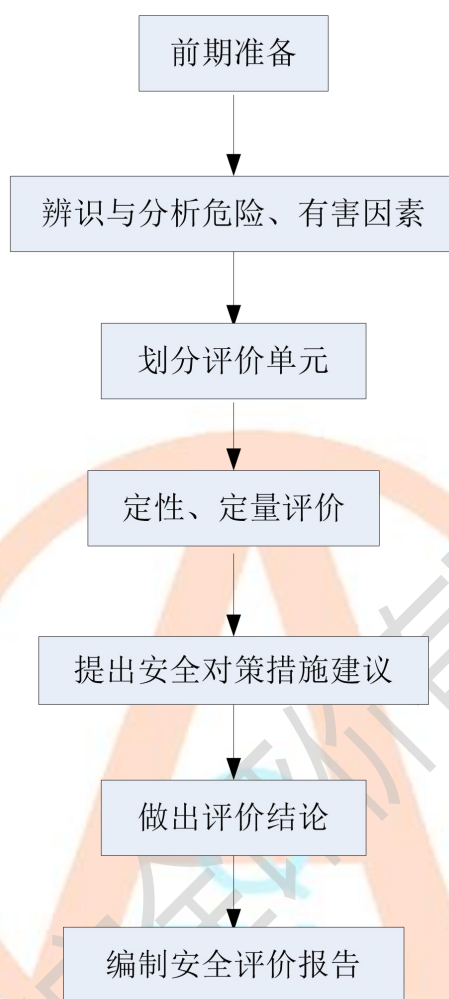 前期准备
辨识与分析危险、有害因素
划分评价单元
定性、定量评价
提出安全对策措施建议
做出评价结论
编制安全评价报告